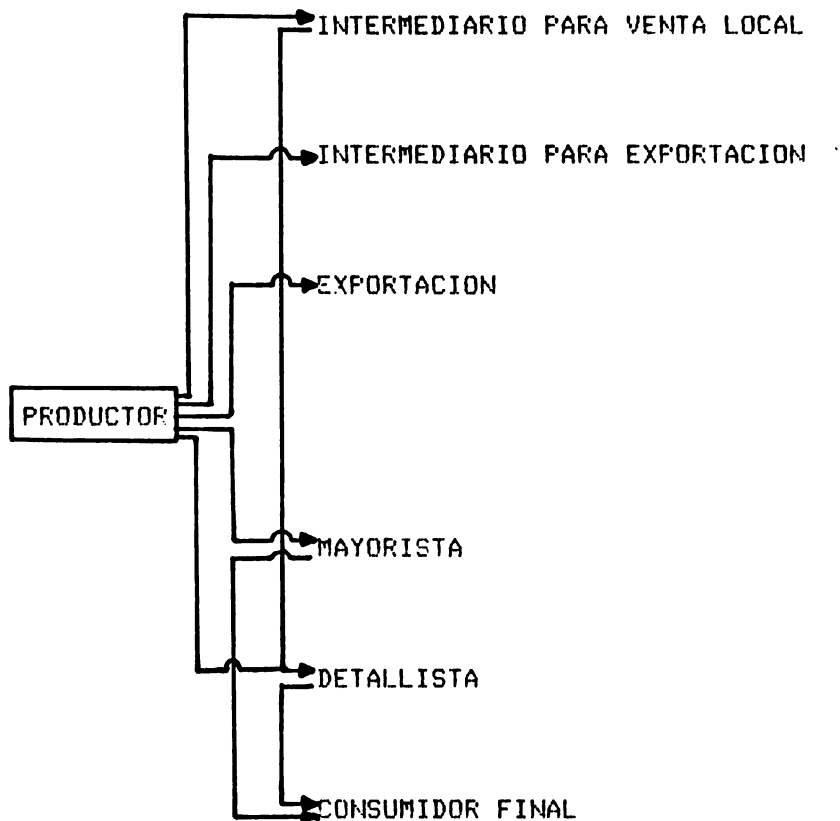 INTERMEDIARIO PARA VENTA LOCAL
INTERMEDIARIO PARA EXPORTACION
EXPORTACION
PRODUCTOR
MAYORISTA
DETALLISTA
CONSUMIDOR FINAL